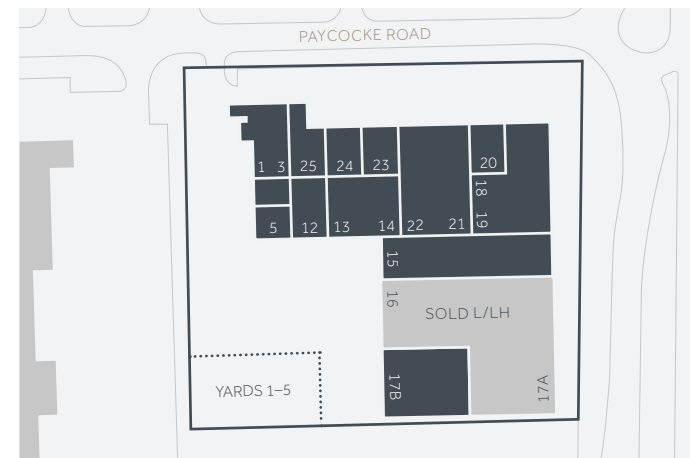 PAYCOCKE ROAD
1 3 25 24 23 20
18
5 12 13 14 22 21 19
15
16
SOLD L/LH
17A
17B
YARDS 1–5